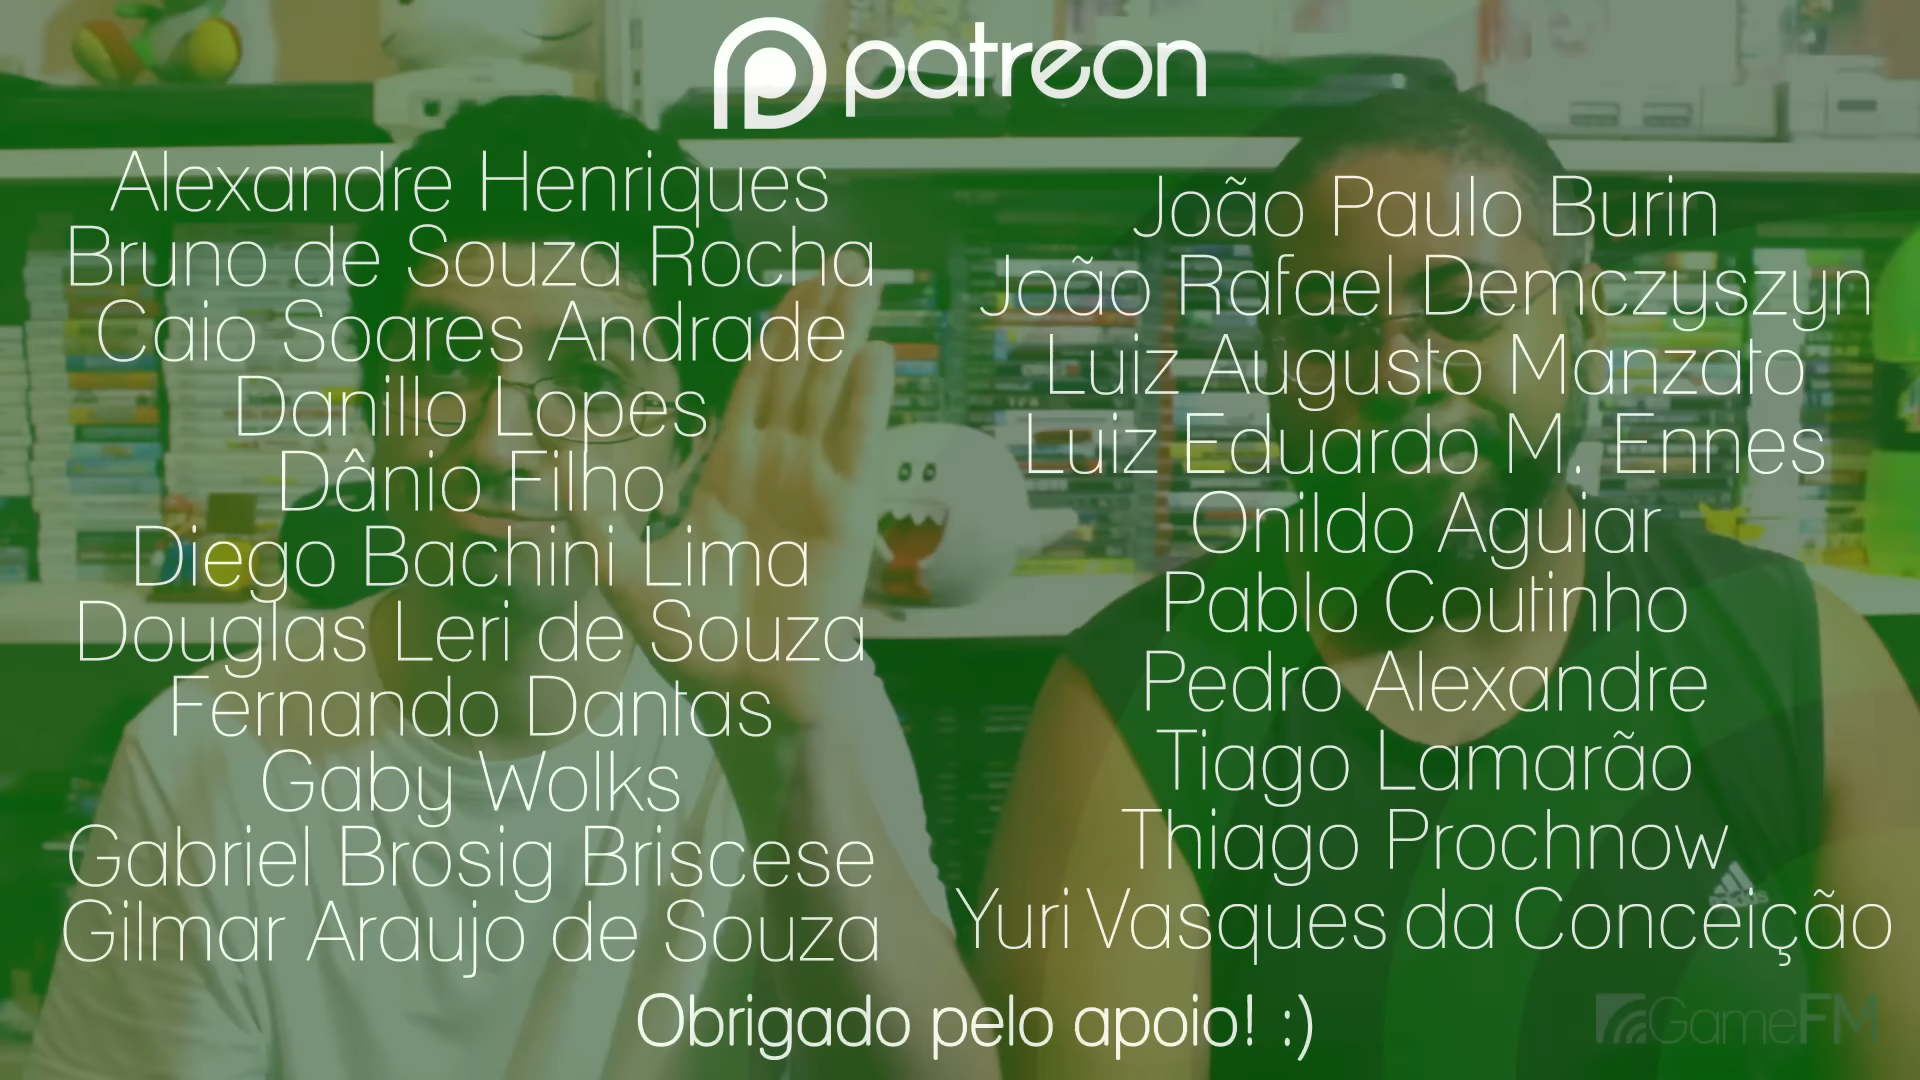 patreon
Alexandre Henriques
Bruno de Souza Rocha
Caio Soares Andrade
Danillo Lopes
Dânio Filho
Diego Bachini Lima
Douglas Leri de Souza
Fernando Dantas
Gaby Wolks
Gabriel Brosig Briscese
Gilmar Araujo de Souza
João Paulo Burin
João Rafael Demczyszyn
Luiz Augusto Manzato
Luiz Eduardo M. Ennes
Onildo Aguiar
Pablo Coutinho
Pedro Alexandre
Tiago Lamarão
Thiago Prochnow
Yuri Vasques da Conceição
Obrigado pelo apoio! :)
adidas
GameFM